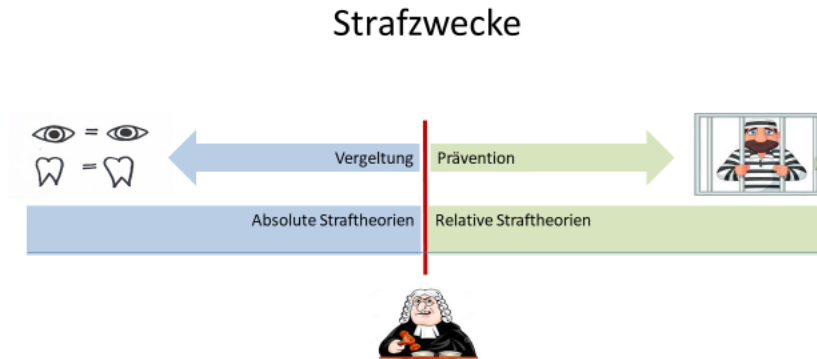 Strafzwecke
= 
=
Vergeltung
Prävention
Absolute Straftheorien
Relative Straftheorien